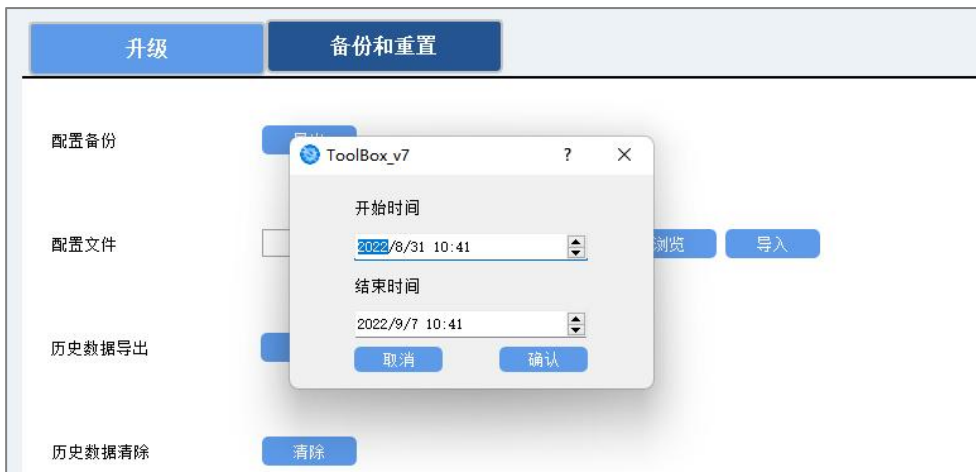 升级
备份和重置
配置备份
ToolBox_v7
?
开始时间
2022/8/31 10:41
配置文件
浏览
导入
结束时间
2022/9/7 10:41
历史数据导出
取消
确认
历史数据清除
清除